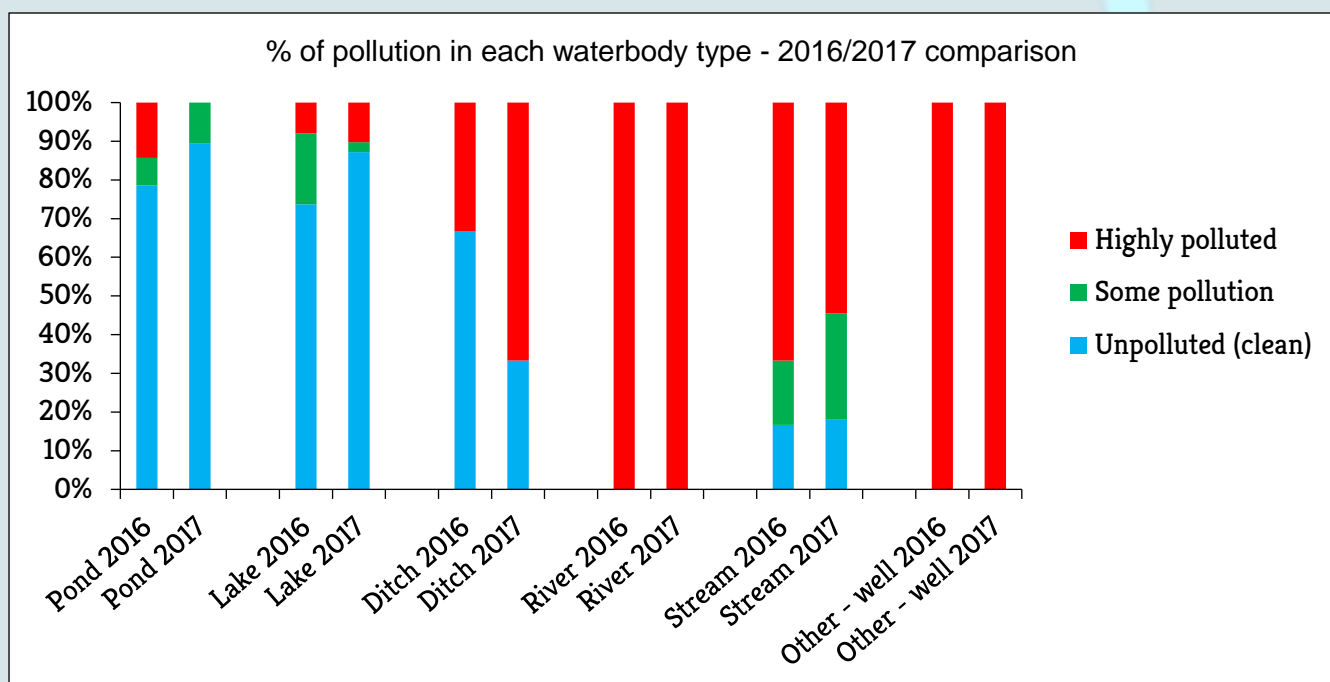 % of pollution in each waterbody type - 2016/2017 comparison
100%
90%
80%
70%
60%
50%
40%
30%
20%
10%
0%
Pond 2016
Pond 2017
Lake 2016
Lake 2017
Ditch 2016
Ditch 2017
River 2016
River 2017
Stream 2016
Stream 2017
Other - well 2016
Other - well 2017
Highly polluted
Some pollution
Unpolluted (clean)